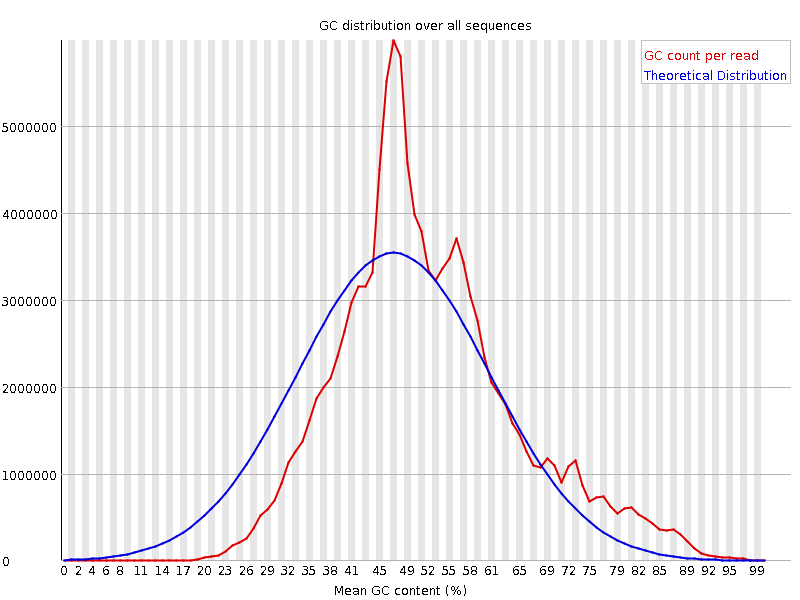 GC distribution over all sequences
GC count per read
Theoretical Distribution
5000000
4000000
3000000
2000000
1000000
0
0 2 4 6 8 11 14 17 20 23 26 29 32 35 38 41 45 49 52 55 58 61 65 69 72 75 79 82 85 89 92 95 99
Mean GC content (%)